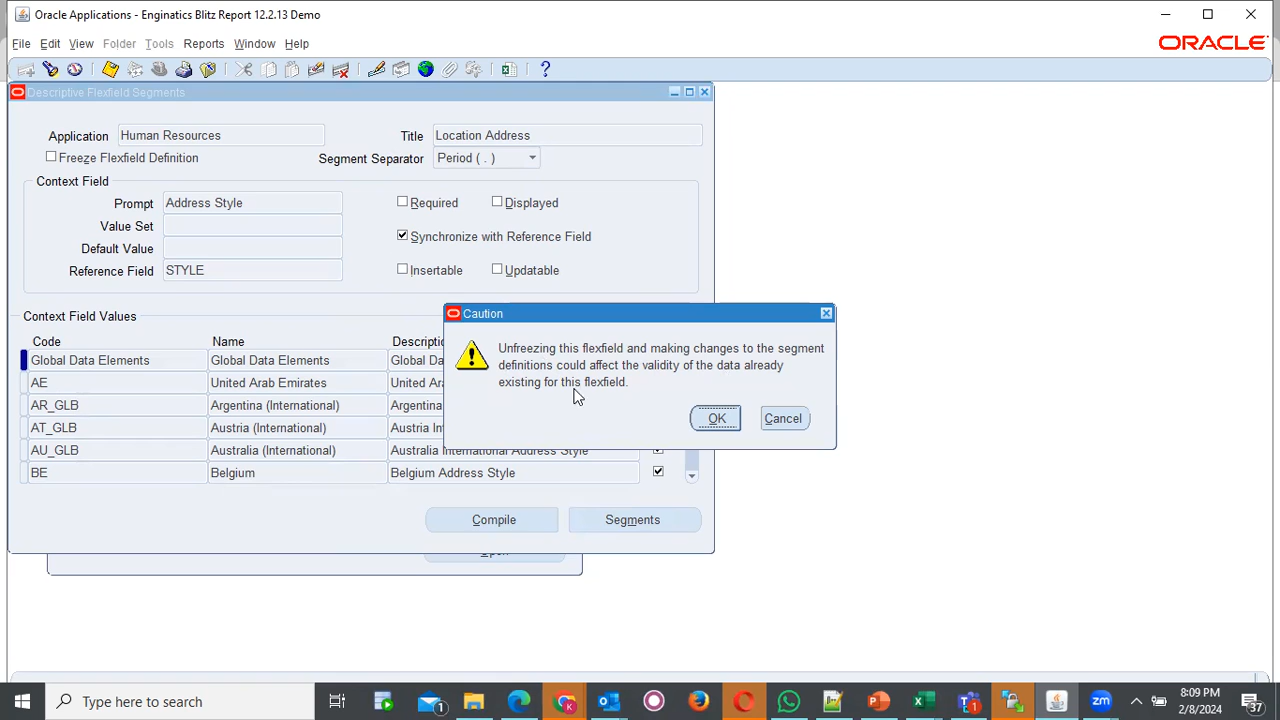 Oracle Applications - Enginatics Blitz Report 12.2.13 Demo
File Edit View Folder Tools Reports Window Help
ORACLE
Descriptive Flexfield Segments
Application Human Resources Title Location Address
Freeze Flexfield Definition Segment Separator Period ( . )
Context Field
Prompt Address Style Required Displayed
Value Set
Synchronize with Reference Field
Default Value
Reference Field STYLE Insertable Updatable
Caution
Unfreezing this flexfield and making changes to the segment
definitions could affect the validity of the data already
existing for this flexfield.
OK Cancel
Context Field Values
Code Name Descripti
Global Data Elements Global Data Elements Global Da
AE United Arab Emirates United Ara
AR_GLB Argentina (International) Argentina
AT_GLB Austria (International) Austria Int
AU_GLB Australia (International) Australia International Address Style
BE Belgium Belgium Address Style
Compile Segments
Type here to search
1
1
8:09 PM
2/8/2024
37